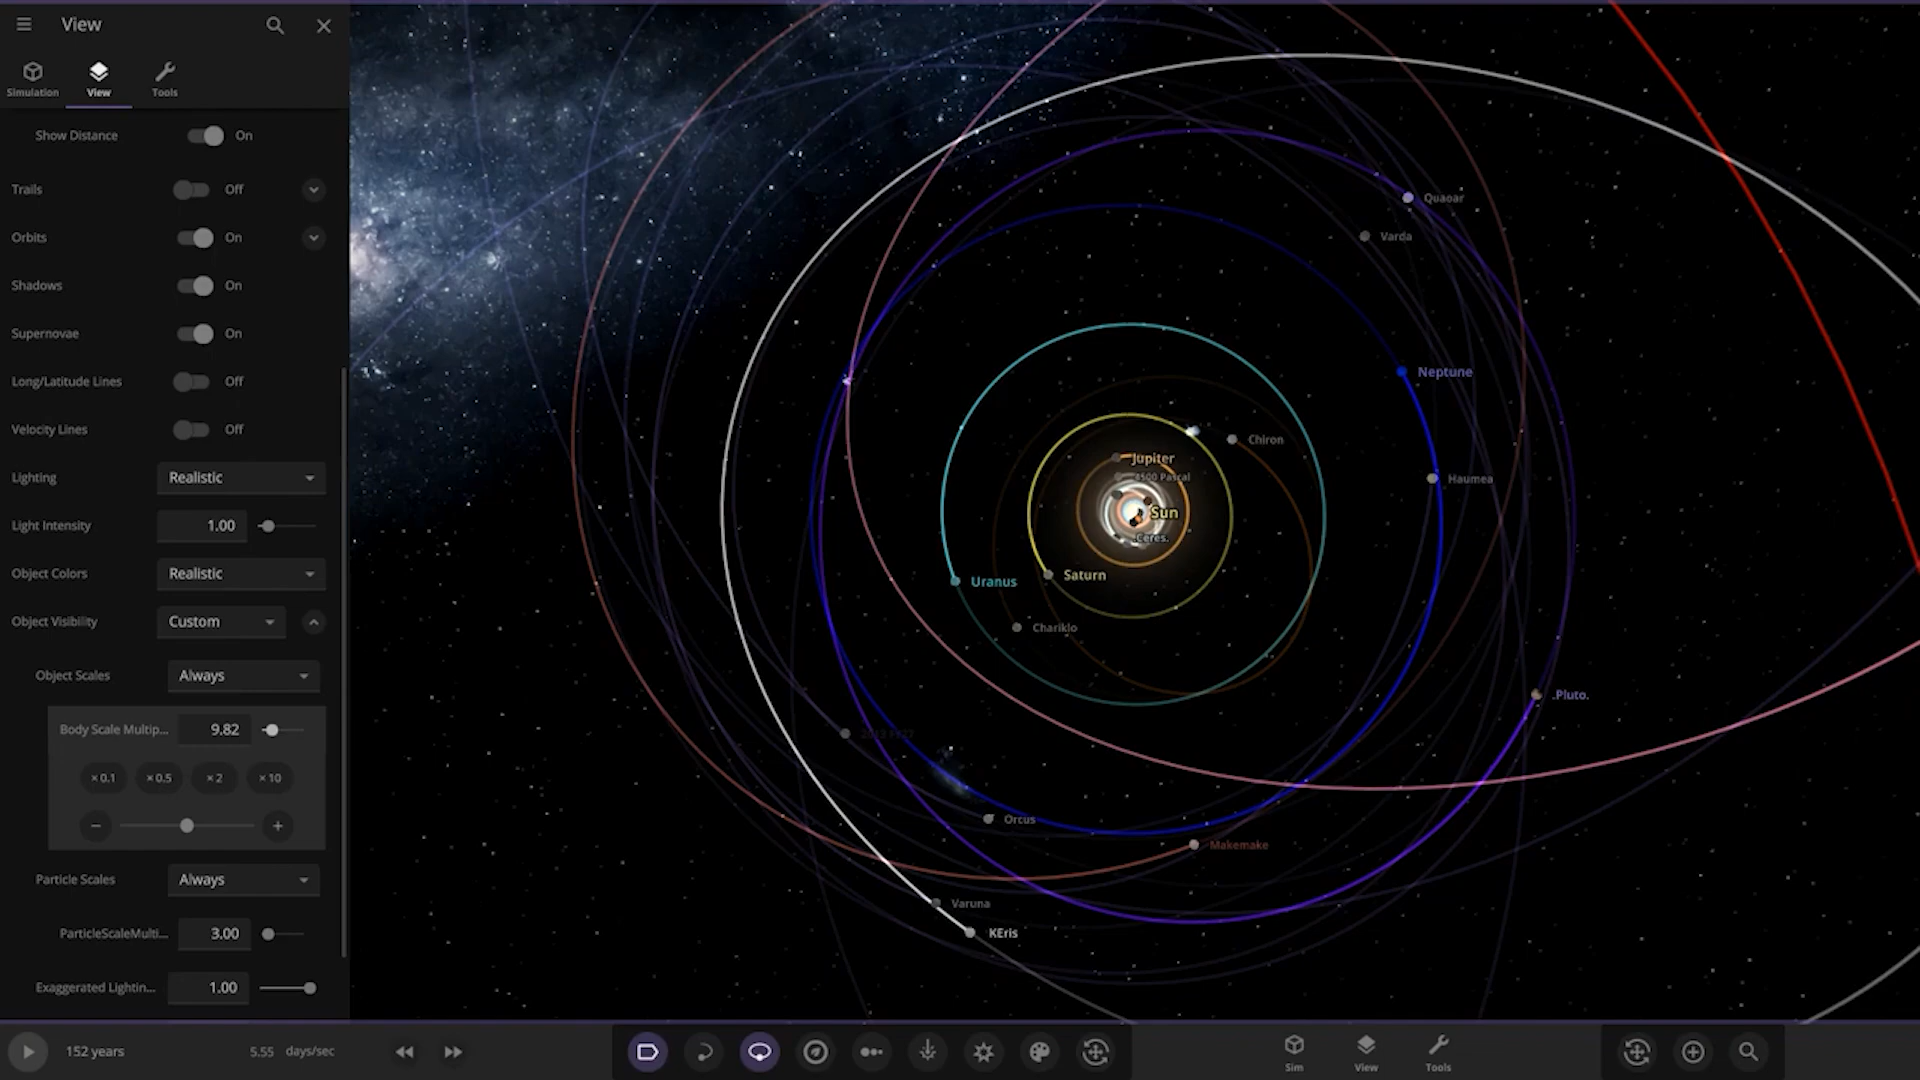 View
Simulation
View
Tools
Show Distance
On
Trails
Off
Orbits
On
Shadows
On
Supernovae
On
Long/Latitude Lines
Off
Velocity Lines
Off
Lighting
Realistic
Light Intensity
1.00
Object Colors
Realistic
Object Visibility
Custom
Object Scales
Always
Body Scale Multip...
9.82
×0.1
×0.5
×2
×10
Particle Scales
Always
ParticleScaleMulti...
3.00
Exaggerated Lightin...
1.00
Quaoar
Varda
Neptune
Chiron
Jupiter
4500 Pascal
Haumea
Sun
.Ceres.
Saturn
Uranus
Chariklo
.Pluto.
Orcus
Makemake
Varuna
KEris
152 years
5.55 days/sec
Sim
View
Tools